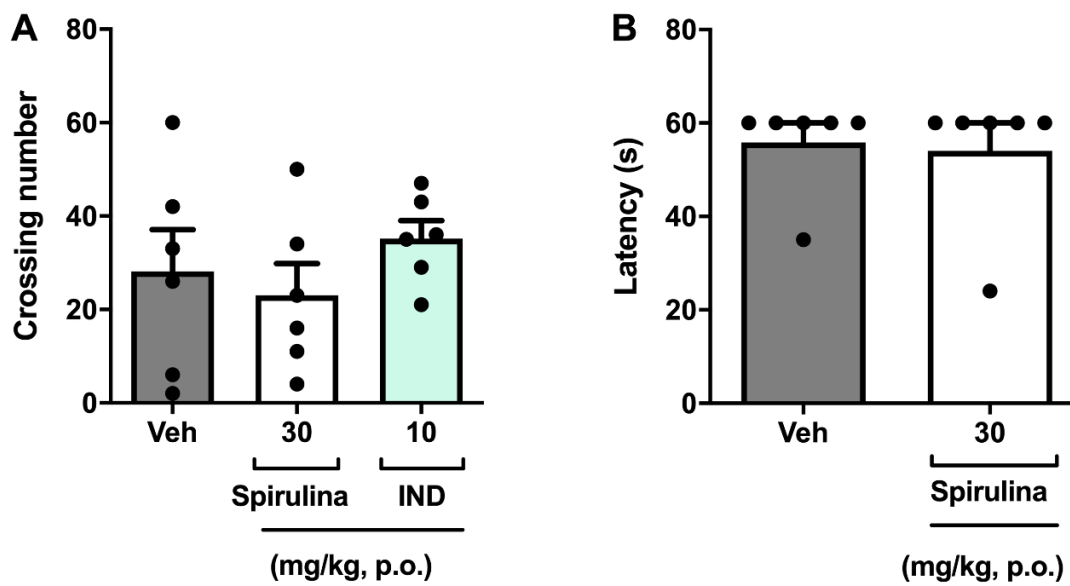 A
Crossing number
80
60
40
20
0
Veh
30
10
Spirulina
IND
(mg/kg, p.o.)
B
Latency (s)
80
60
40
20
0
Veh
30
Spirulina
(mg/kg, p.o.)